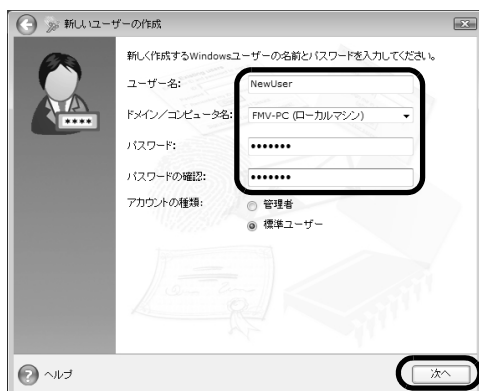 新しいユーザーの作成
新しく作成するWindowsユーザーの名前とパスワードを入力してください。
ユーザー名: NewUser
ドメイン／コンピュータ名: FMV-PC (ローカルマシン)
パスワード: •••••••
パスワードの確認: •••••••
アカウントの種類: 管理者
標準ユーザー
ヘルプ 次へ